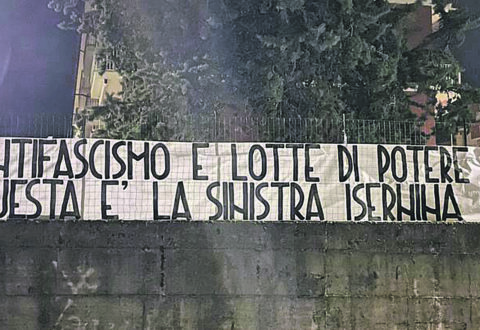 NTIFASCISMO E LOTTE DI POTERE
UESTA E' LA SINISTRA ISERNINA